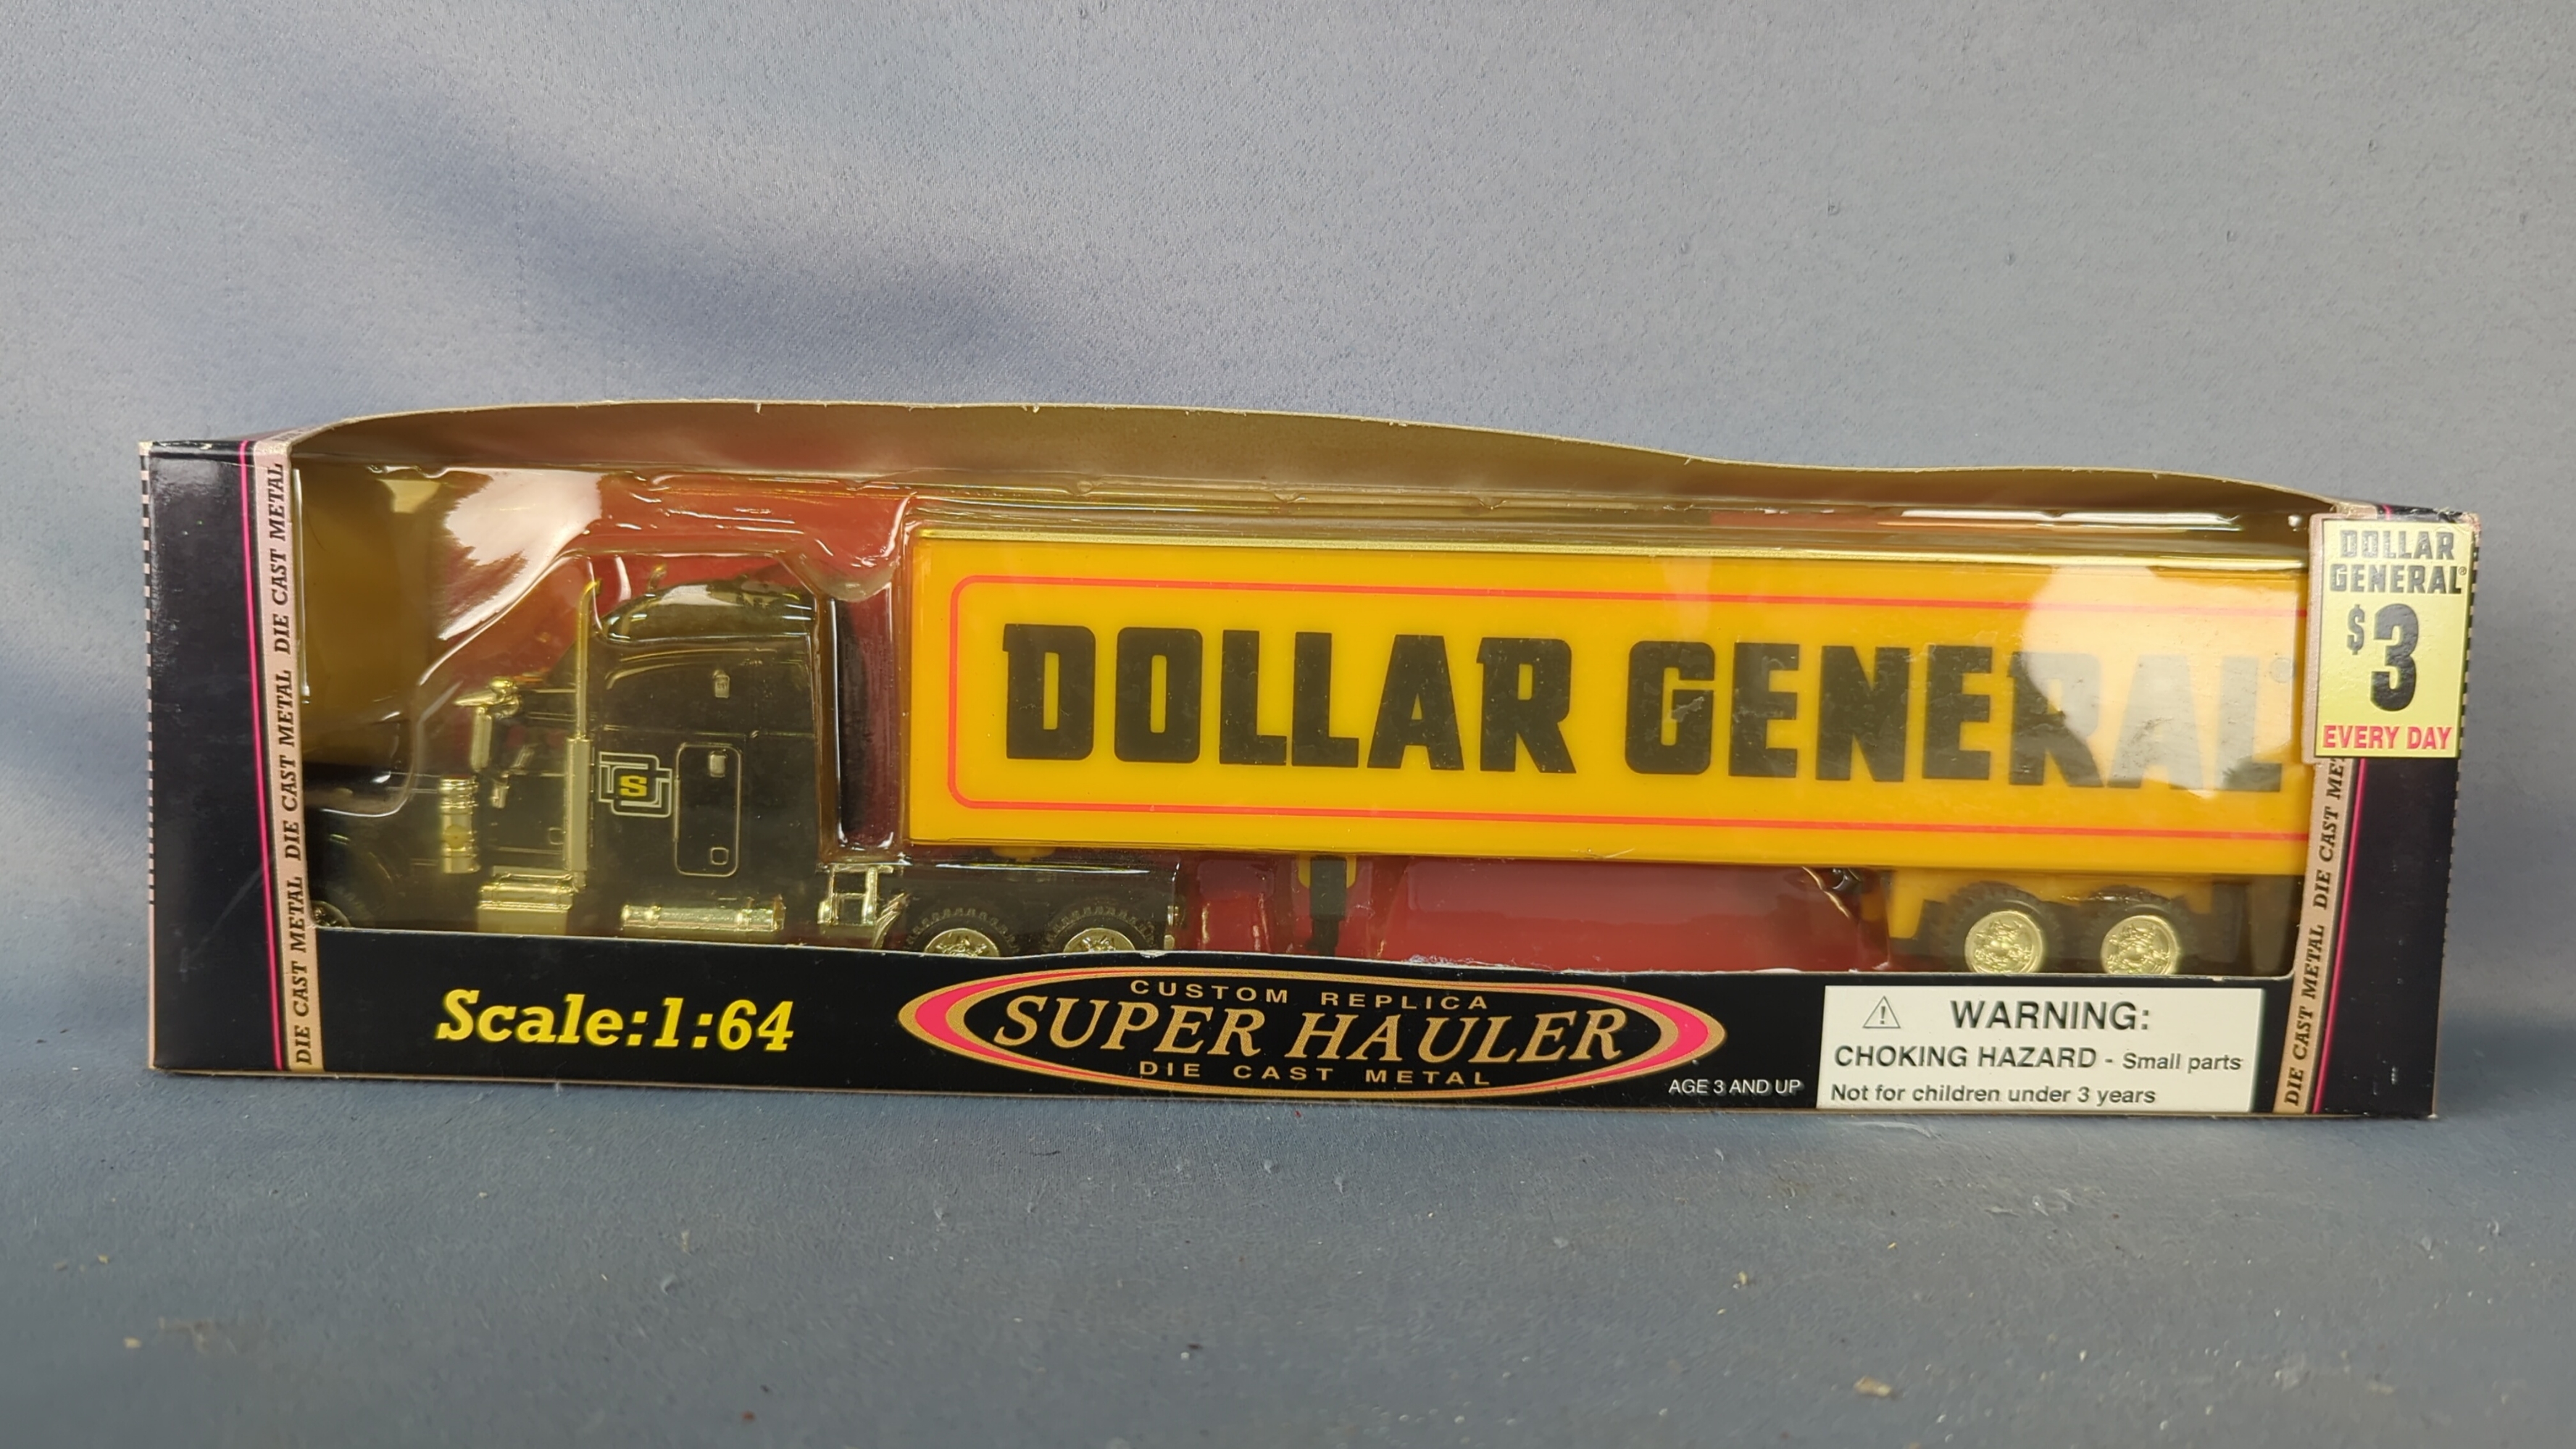 DIE CAST METAL DIE CAST METAL DIE CAST METAL
S
DOLLAR GENERAL
DOLLAR
GENERAL®
$3
EVERY DAY
Scale:1:64
CUSTOM REPLICA
SUPER HAULER
DIE CAST METAL
AGE 3 AND UP
⚠ WARNING:
CHOKING HAZARD - Small parts
Not for children under 3 years
DIE CAST METAL DIE CAST ME